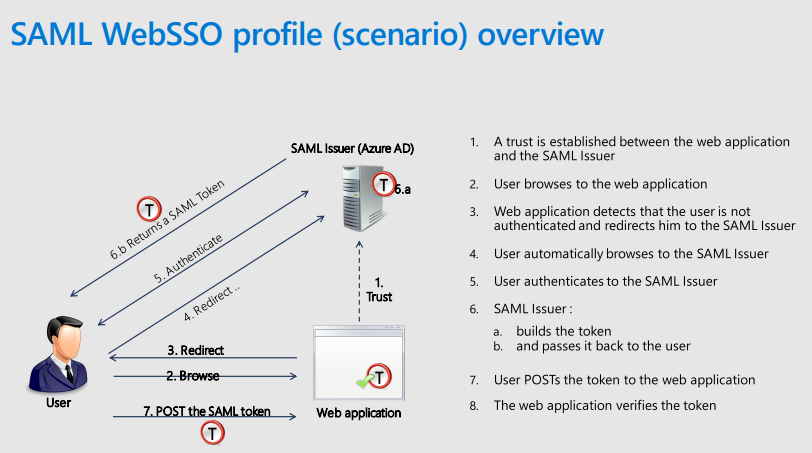 SAML WebSSO profile (scenario) overview
SAML Issuer (Azure AD)
T
6.a
T
6.b Returns a SAML Token
5. Authenticate
4. Redirect ..
1.
Trust
3. Redirect
2. Browse
T
User
7. POST the SAML token
Web application
T
1. A trust is established between the web application
and the SAML Issuer
2. User browses to the web application
3. Web application detects that the user is not
authenticated and redirects him to the SAML Issuer
4. User automatically browses to the SAML Issuer
5. User authenticates to the SAML Issuer
6. SAML Issuer :
a. builds the token
b. and passes it back to the user
7. User POSTs the token to the web application
8. The web application verifies the token